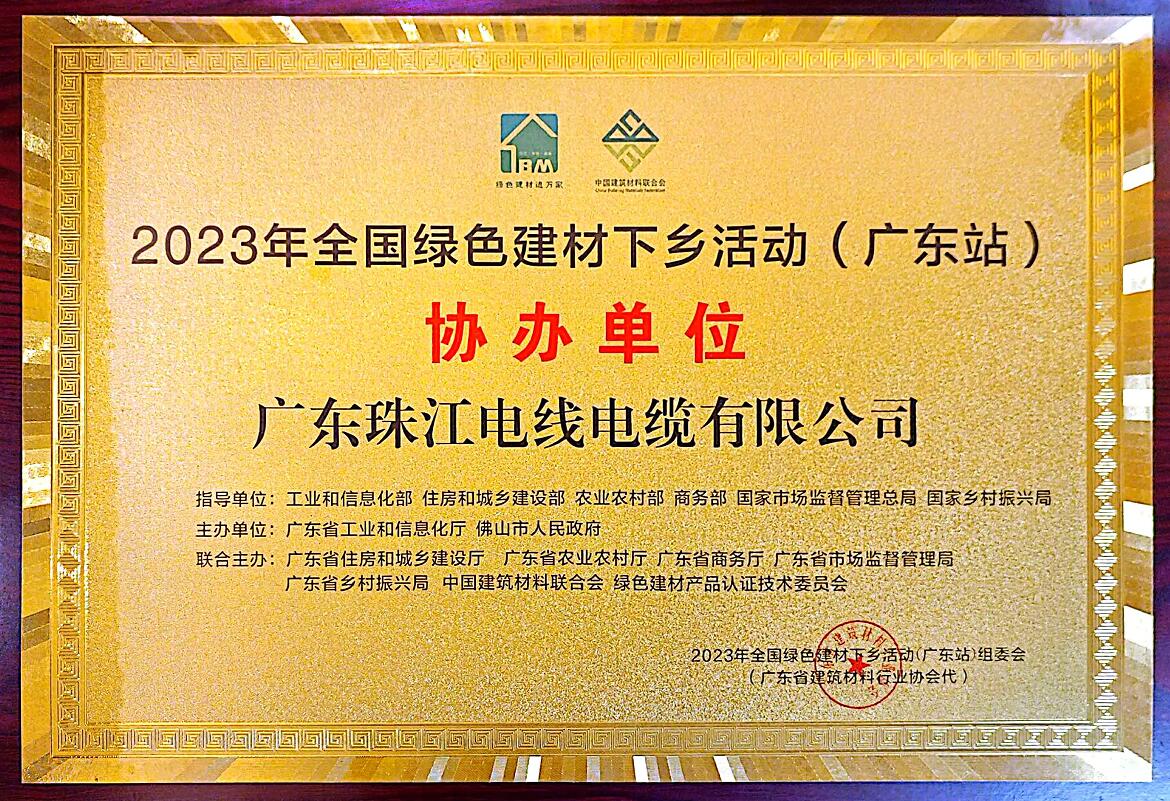 1BM
绿色建材进万家
中国建筑材料联合会
China Building Materials Federation
2023年全国绿色建材下乡活动（广东站）
协办单位
广东珠江电线电缆有限公司
指导单位：工业和信息化部 住房和城乡建设部 农业农村部 商务部 国家市场监督管理总局 国家乡村振兴局
主办单位：广东省工业和信息化厅 佛山市人民政府
联合主办：广东省住房和城乡建设厅 广东省农业农村厅 广东省商务厅 广东省市场监督管理局
广东省乡村振兴局 中国建筑材料联合会 绿色建材产品认证技术委员会
2023年全国绿色建材下乡活动(广东站)组委会
（广东省建筑材料行业协会代）